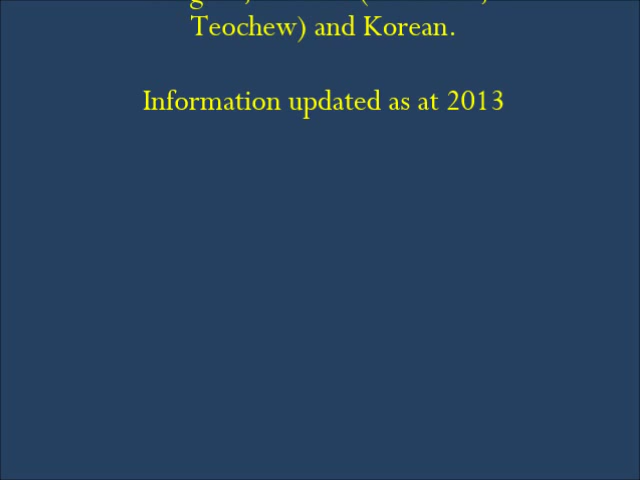 Teochew) and Korean.
Information updated as at 2013